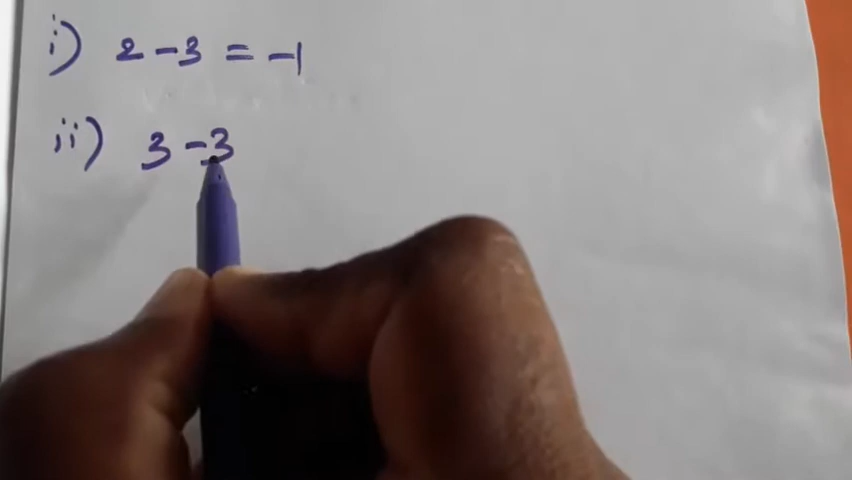 i) 2 - 3 = -1
ii) 3 - 3